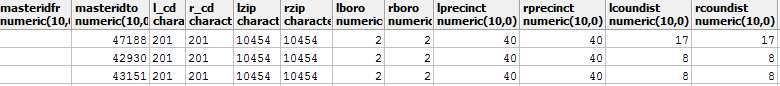 masteridfr masteridto l_cd r_cd lzip rzip lboro rboro lprecinct rprecinct lcoundist rcoundist
numeric(10,0) numeric(10,0 chara charact character character numeric numeric numeric(10,0) numeric(10,0) numeric(10,0) numeric(10,0)
47188 201 201 10454 10454 2 2 40 40 17 17
42930 201 201 10454 10454 2 2 40 40 8 8
43151 201 201 10454 10454 2 2 40 40 8 8